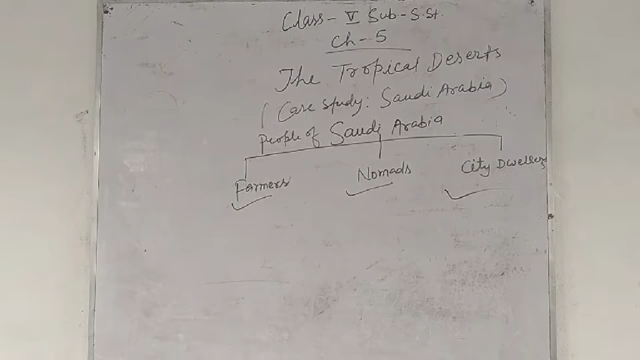 Class - V Sub - S.St.
Ch - 5
The Tropical Deserts
(Case study: Saudi Arabia)
People of Saudi Arabia
Farmers Nomads City Dwellers